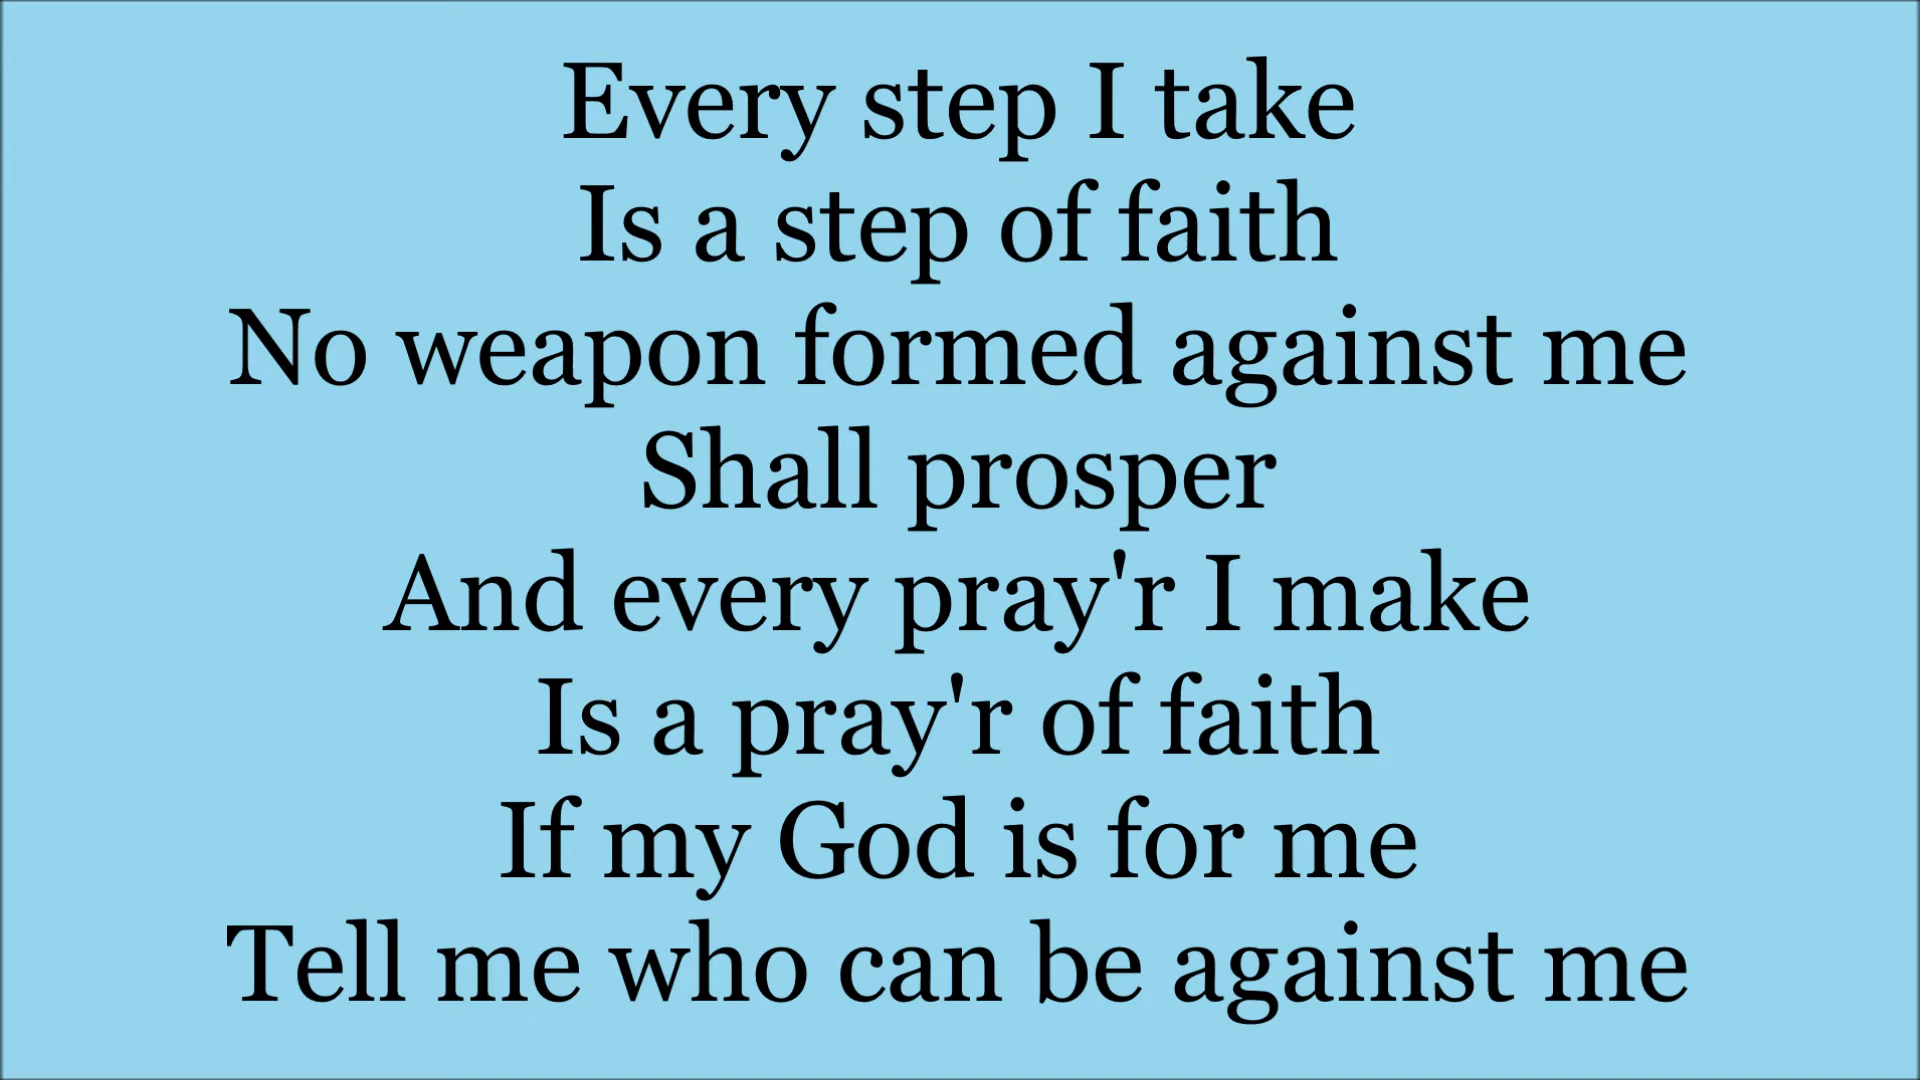 Every step I take
Is a step of faith
No weapon formed against me
Shall prosper
And every pray'r I make
Is a pray'r of faith
If my God is for me
Tell me who can be against me